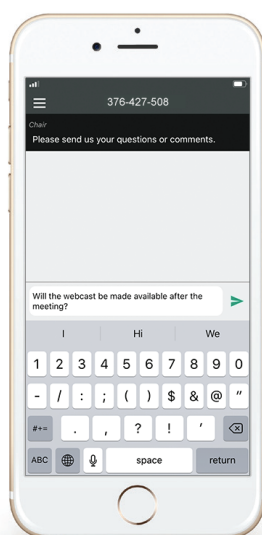 376-427-508
Chair
Please send us your questions or comments.
Will the webcast be made available after the
meeting?
I Hi We
1 2 3 4 5 6 7 8 9 0
- / : ; ( ) $ & @ "
#+= . , ? ! '
ABC space return